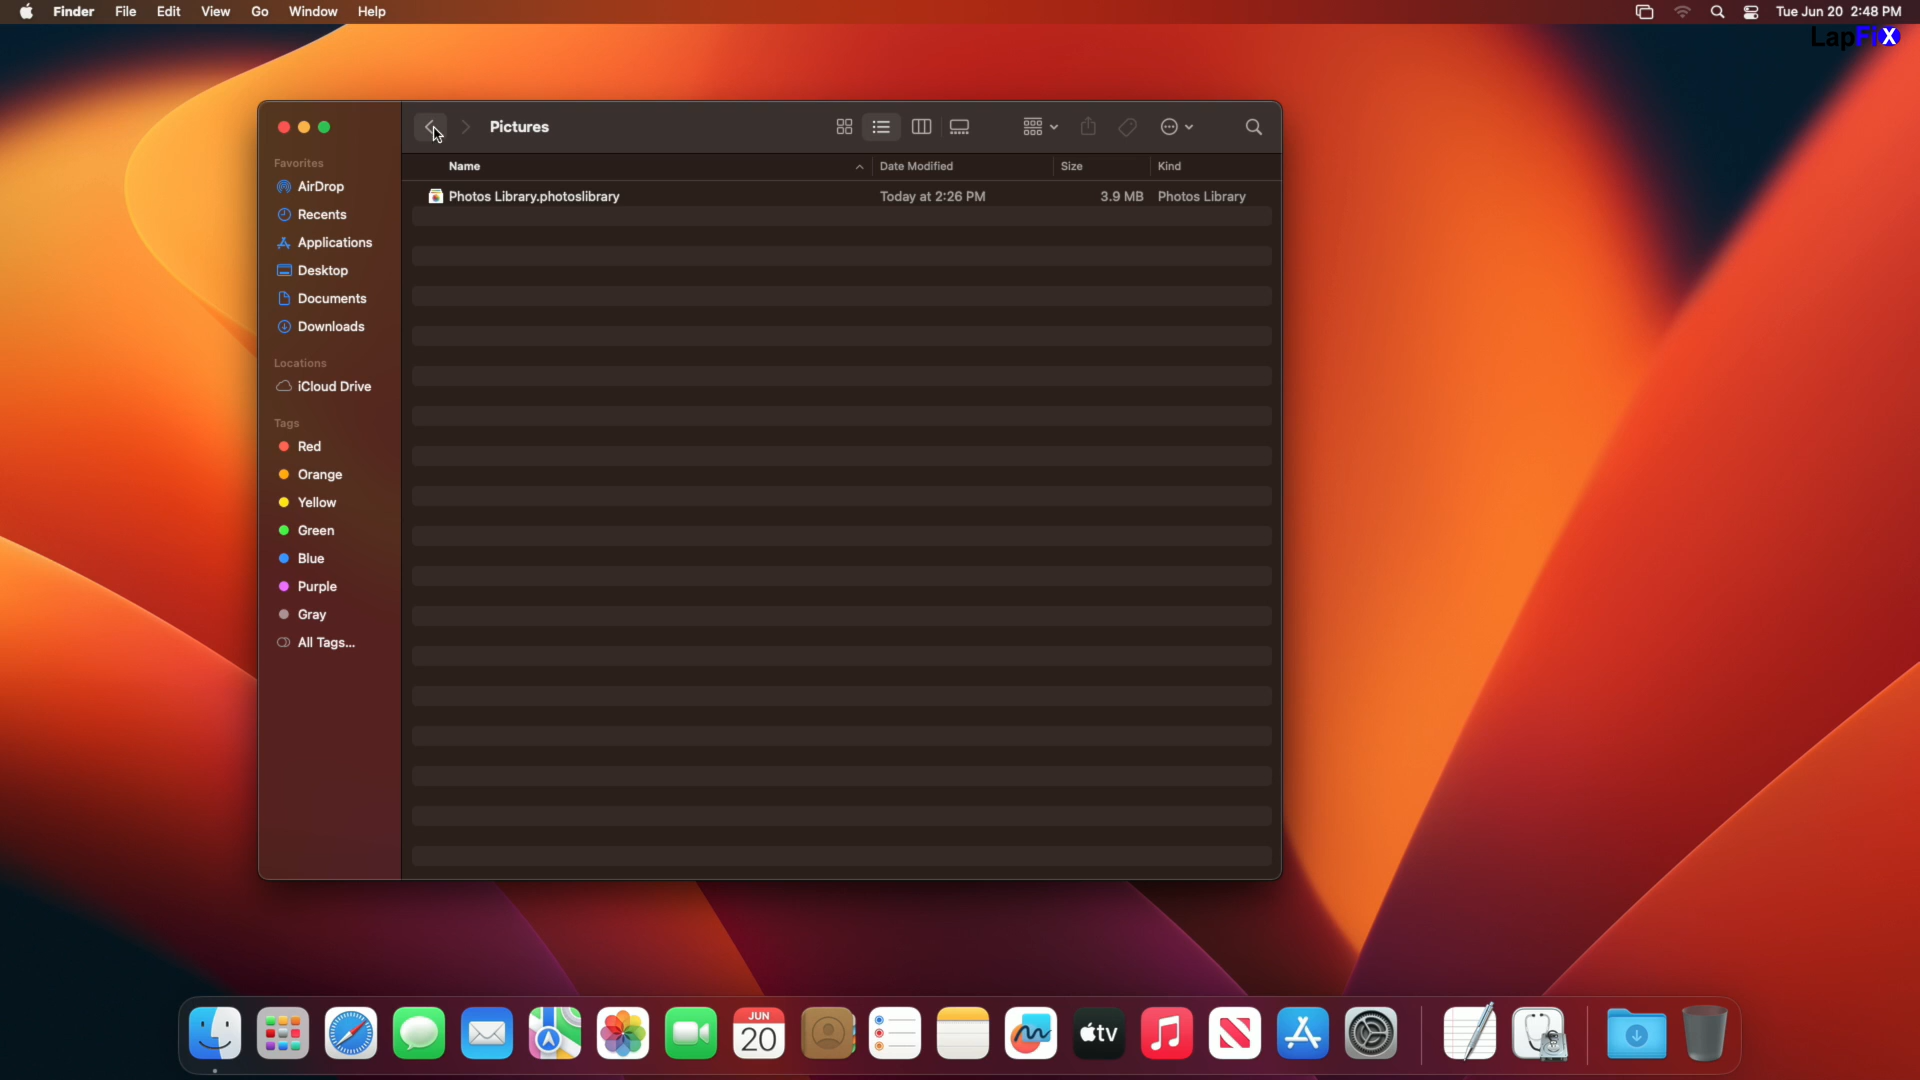 Finder File Edit View Go Window Help
Tue Jun 20 2:48 PM
LapFiX
Pictures
Name Date Modified Size Kind
Photos Library.photoslibrary Today at 2:26 PM 3.9 MB Photos Library
Favorites
AirDrop
Recents
Applications
Desktop
Documents
Downloads
Locations
iCloud Drive
Tags
Red
Orange
Yellow
Green
Blue
Purple
Gray
All Tags...
JUN
20
tv